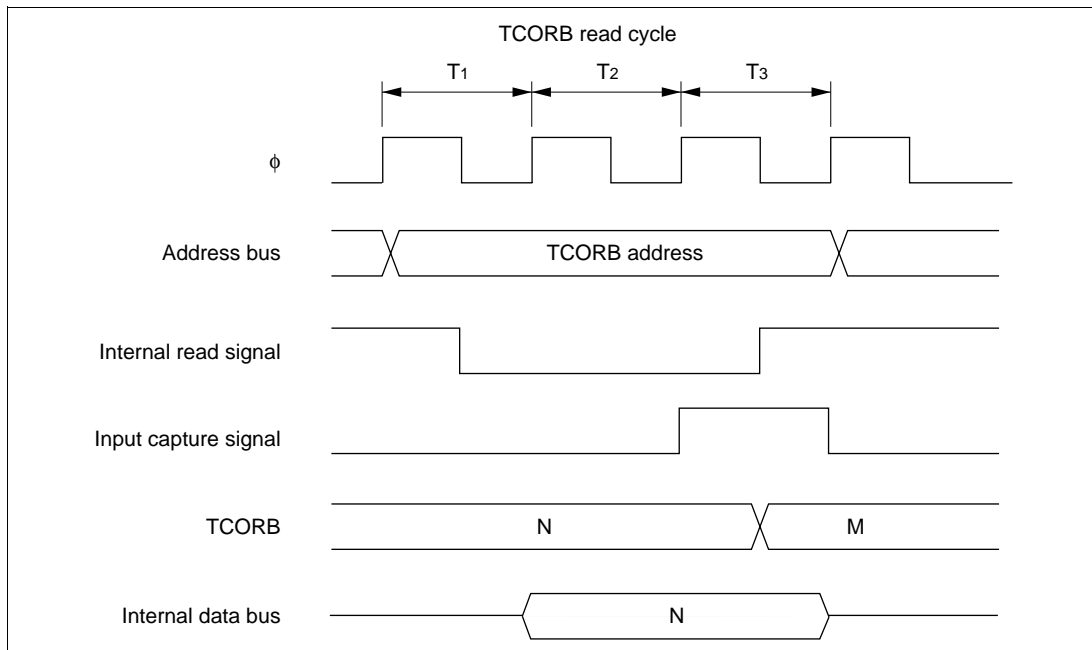 TCORB read cycle
T1 T2 T3
ϕ
Address bus TCORB address
Internal read signal
Input capture signal
TCORB N M
Internal data bus N